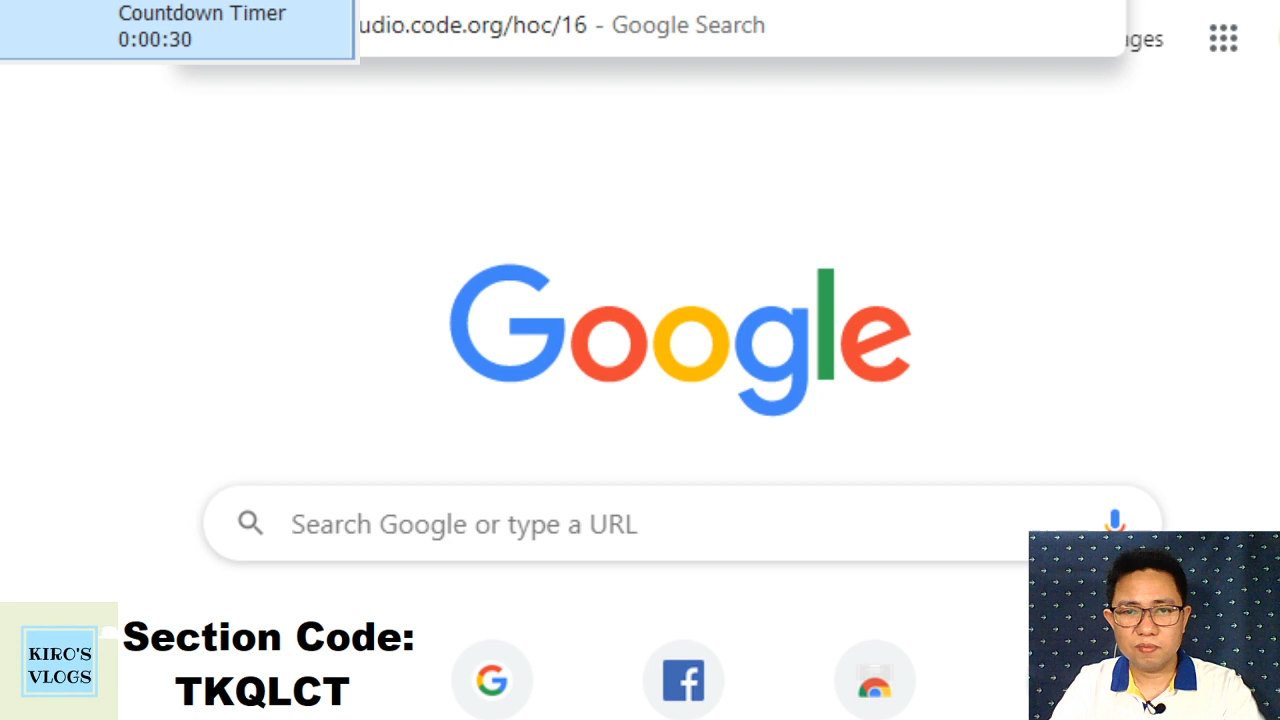 Countdown Timer
0:00:30
udio.code.org/hoc/16 - Google Search
ges
Google
Search Google or type a URL
KIRO'S
VLOGS
Section Code:
TKQLCT
G
f